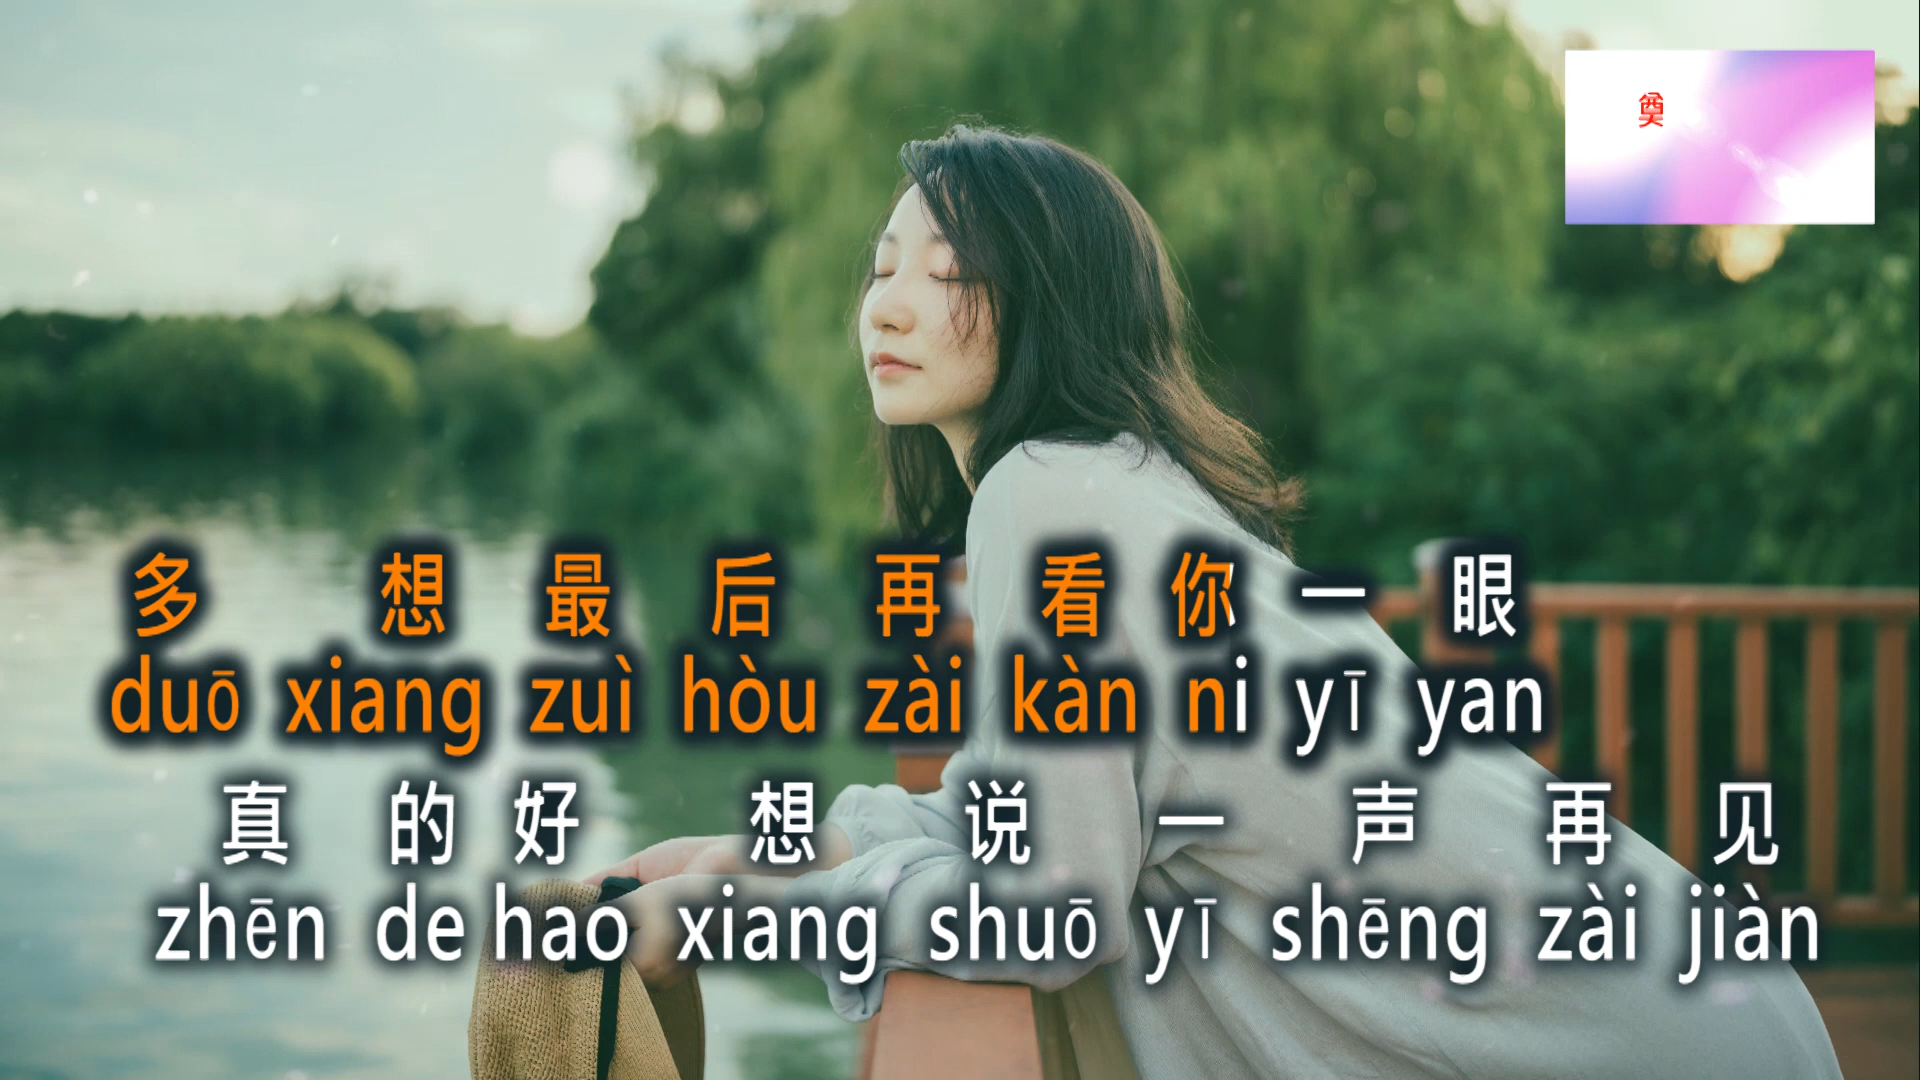 奠
多 想 最 后 再 看 你 一 眼
duō xiang zuì hòu zài kàn ni yī yan
真 的 好 想 说 一 声 再 见
zhēn de hao xiang shuō yī shēng zài jiàn